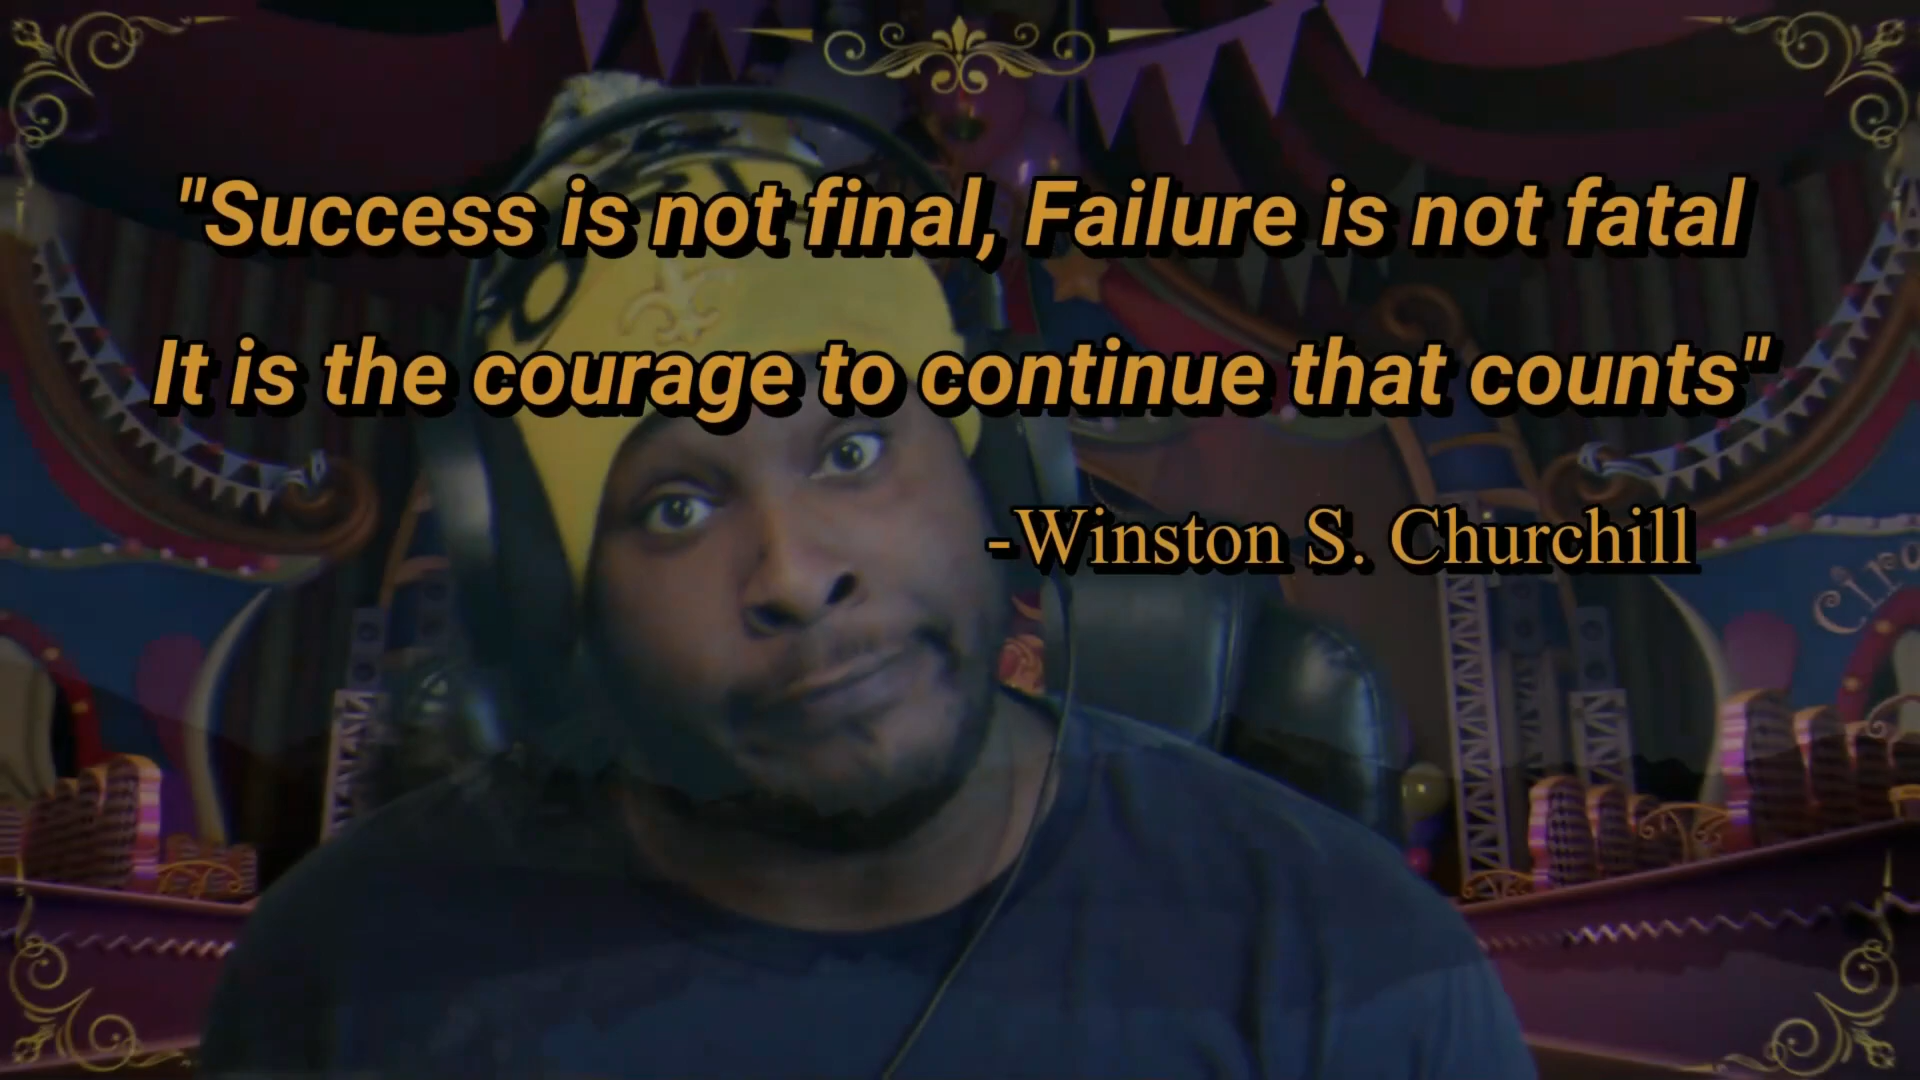 "Success is not final, Failure is not fatal
It is the courage to continue that counts"
-Winston S. Churchill